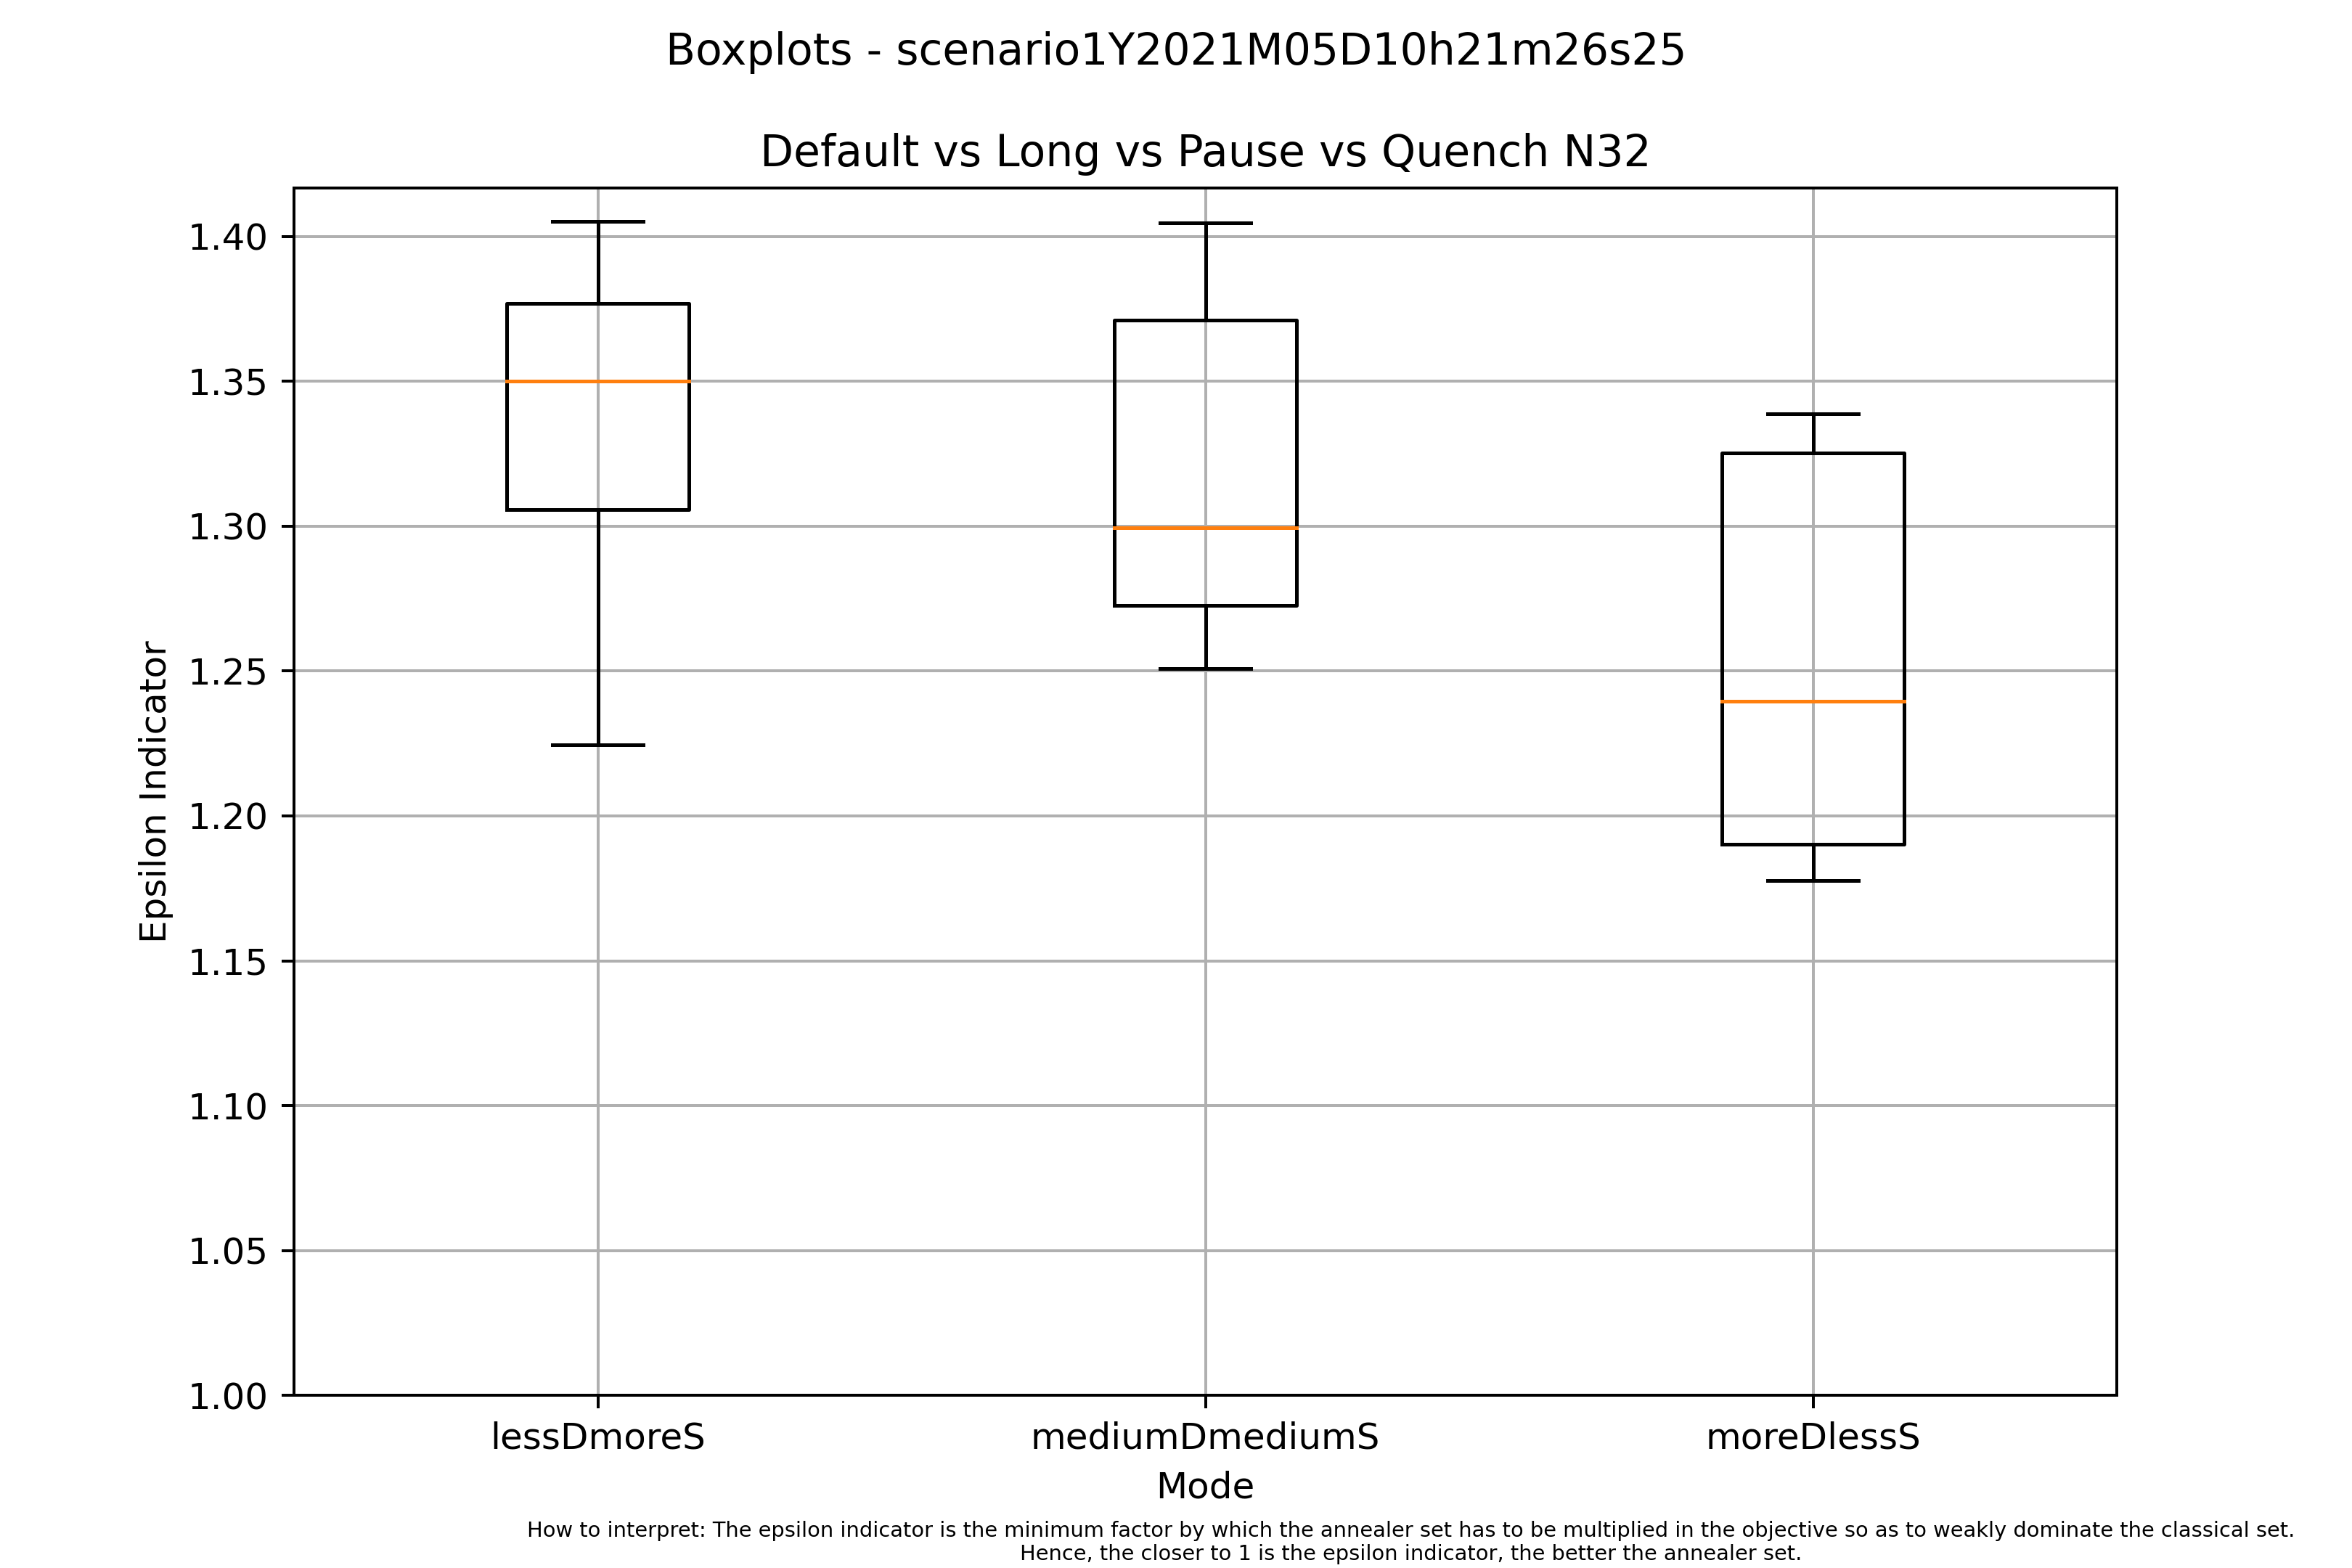 Boxplots - scenario1Y2021M05D10h21m26s25
Default vs Long vs Pause vs Quench N32
Epsilon Indicator
1.40
1.35
1.30
1.25
1.20
1.15
1.10
1.05
1.00
lessDmoreS
mediumDmediumS
moreDlessS
Mode
How to interpret: The epsilon indicator is the minimum factor by which the annealer set has to be multiplied in the objective so as to weakly dominate the classical set.
Hence, the closer to 1 is the epsilon indicator, the better the annealer set.